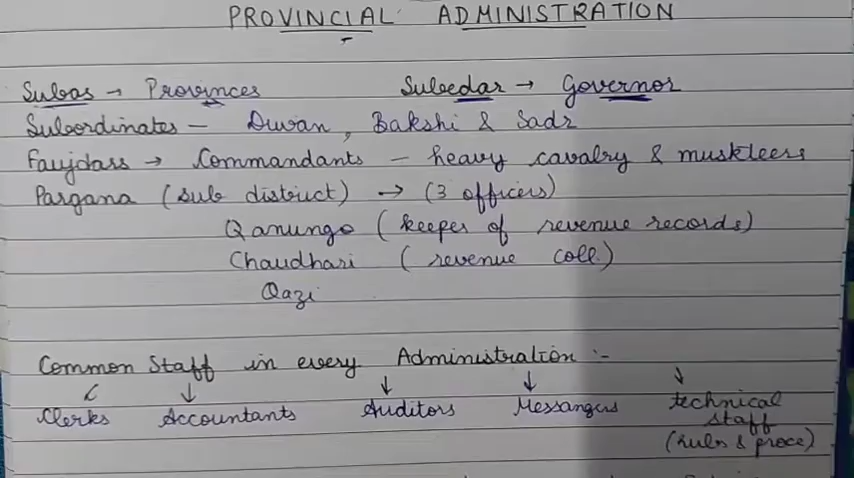 PROVINCIAL ADMINISTRATION
Subas → Provinces Subedar → Governor
Subordinates - Diwan, Bakshi & Sadr
Faujdars → Commandants - heavy cavalry & muskteers
Pargana (sub district) → (3 officers)
Qanungo (keeper of revenue records)
Chaudhari (revenue coll.)
Qazi
Common Staff in every Administration :-
Clerks Accountants Auditors Messangers technical
staff
(rules & proce)